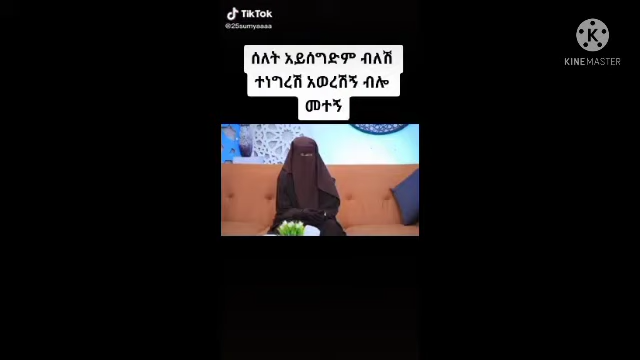 TikTok
@25sumyaaaa
KINEMASTER
ሰለት አይሰግድም ብለሽ
ተነግረሽ አወረሽኝ ብሎ
መተኝ